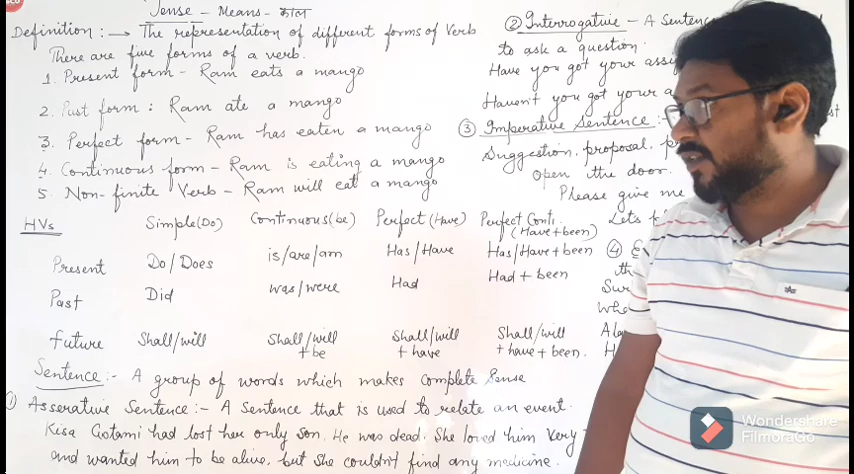 Tense - Means - काल
Definition :- → The representation of different forms of Verb
There are five forms of a verb.
1. Present form - Ram eats a mango
2. Past form : Ram ate a mango
3. Perfect form - Ram has eaten a mango
4. Continuous form - Ram is eating a mango
5. Non-finite Verb - Ram will eat a mango
HVs Simple(Do) Continuous(be) Perfect (Have) Perfect Conti. (Have+been)
Present Do/Does is/are/am Has/Have Has/Have+been
Past Did was/were Had Had + been
Future Shall/will Shall/will + be Shall/will + have Shall/will + have + been.
Sentence :- A group of words which makes complete Sense
① Asserative Sentence :- A Sentence that is used to relate an event.
Kisa Gotami had lost her only son. He was dead. She loved him very
and wanted him to be alive, but she couldn't find any medicine.
② Interrogative - A Sentenc
to ask a question.
Have you got your assi
Haven't you got your a
③ Imperative Sentence :-
Suggestion, proposal, p
Open the door.
Please give me
Lets
④
Wondershare
FilmoraGo